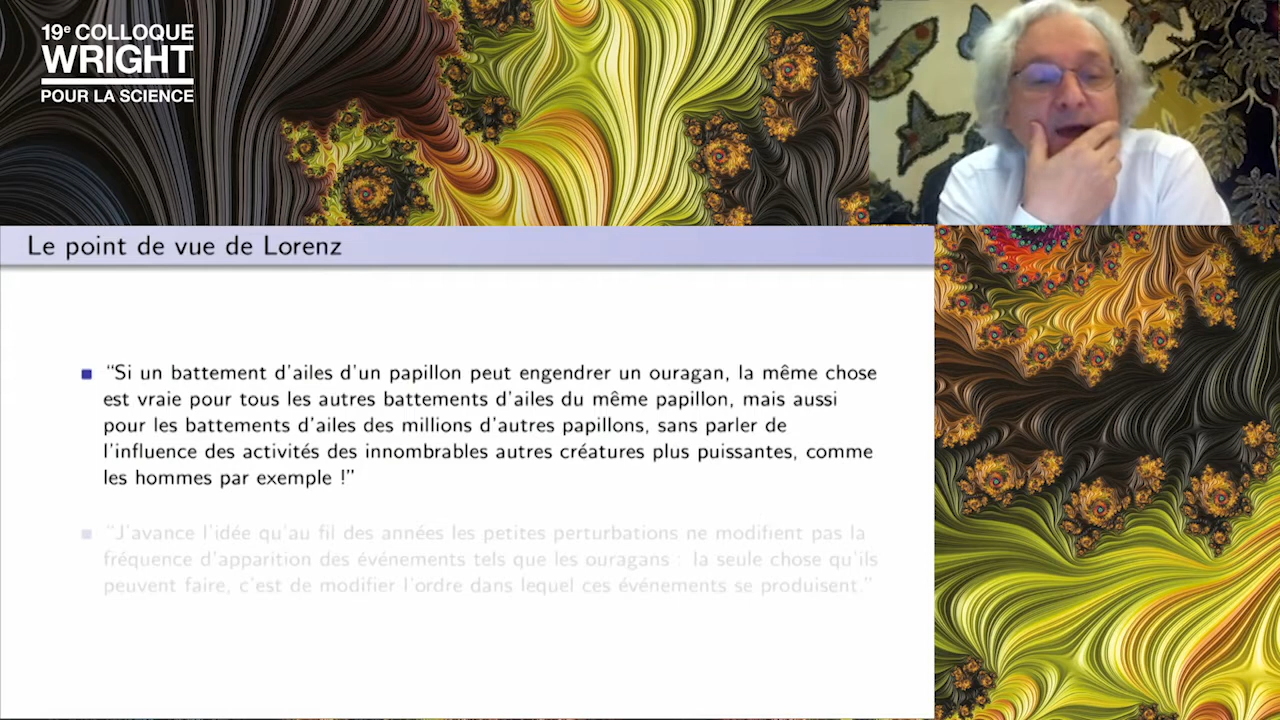 19e COLLOQUE
WRIGHT
POUR LA SCIENCE
Le point de vue de Lorenz
“Si un battement d’ailes d’un papillon peut engendrer un ouragan, la même chose
est vraie pour tous les autres battements d’ailes du même papillon, mais aussi
pour les battements d’ailes des millions d’autres papillons, sans parler de
l’influence des activités des innombrables autres créatures plus puissantes, comme
les hommes par exemple !”
“J’avance l’idée qu’au fil des années les petites perturbations ne modifient pas la
fréquence d’apparition des événements tels que les ouragans : la seule chose qu’ils
peuvent faire, c’est de modifier l’ordre dans lequel ces événements se produisent.”